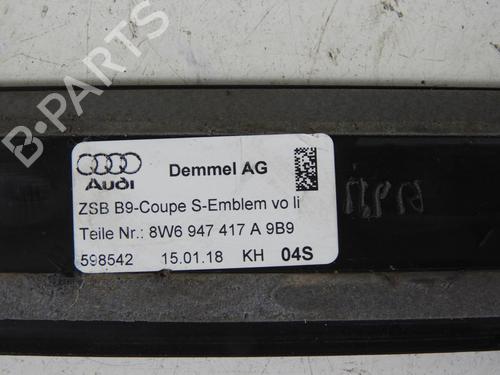 B-PARTS
Audi
Demmel AG
ZSB B9-Coupe S-Emblem vo li
Teile Nr.: 8W6 947 417 A 9B9
598542 15.01.18 KH 04S